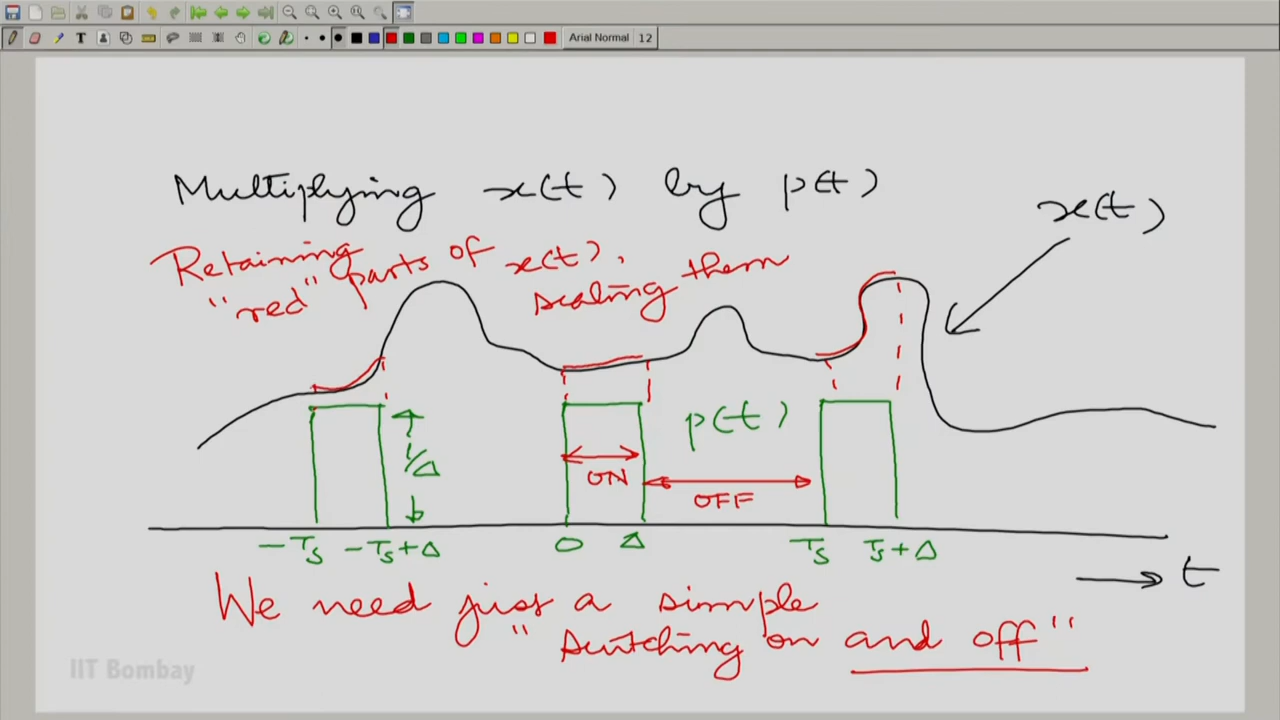 Arial Normal 12
Multiplying x(t) by p(t)
x(t)
Retaining
"red" parts of x(t),
scaling them
p(t)
1/Δ
ON
OFF
-Ts -Ts+Δ 0 Δ Ts Ts+Δ
t
We need just a simple
"switching on and off"
IIT Bombay